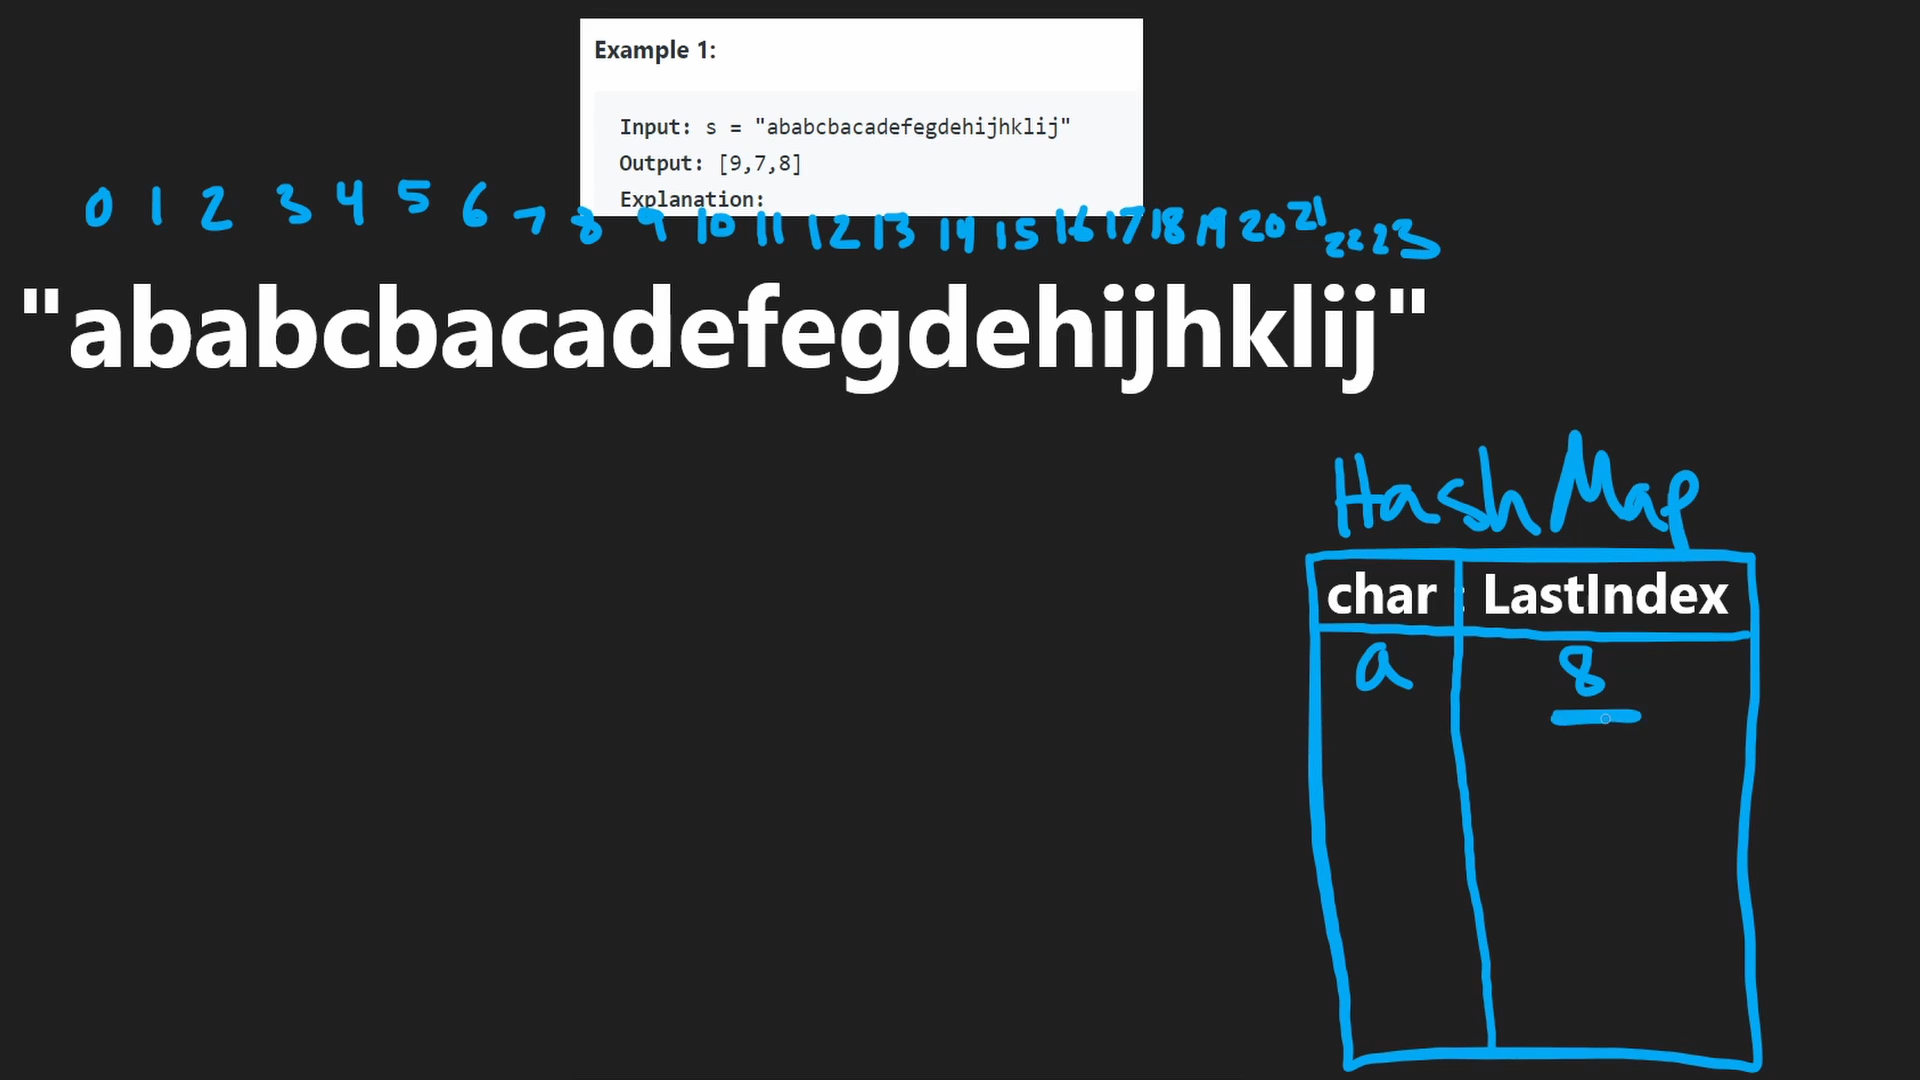 Example 1:
Input: s = "ababcbacadefegdehijhklij"
Output: [9,7,8]
Explanation:
0 1 2 3 4 5 6 7 8 9 10 11 12 13 14 15 16 17 18 19 20 21 22 23
"ababcbacadefegdehijhklij"
HashMap
char : LastIndex
a 8